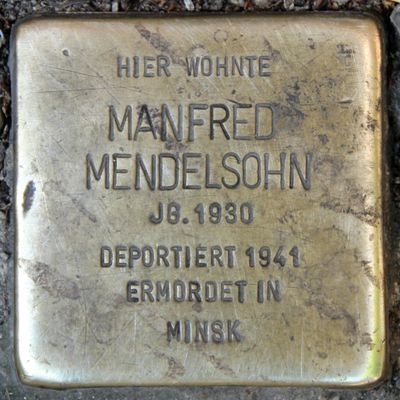 HIER WOHNTE
MANFRED
MENDELSOHN
JG. 1930
DEPORTIERT 1941
ERMORDET IN
MINSK